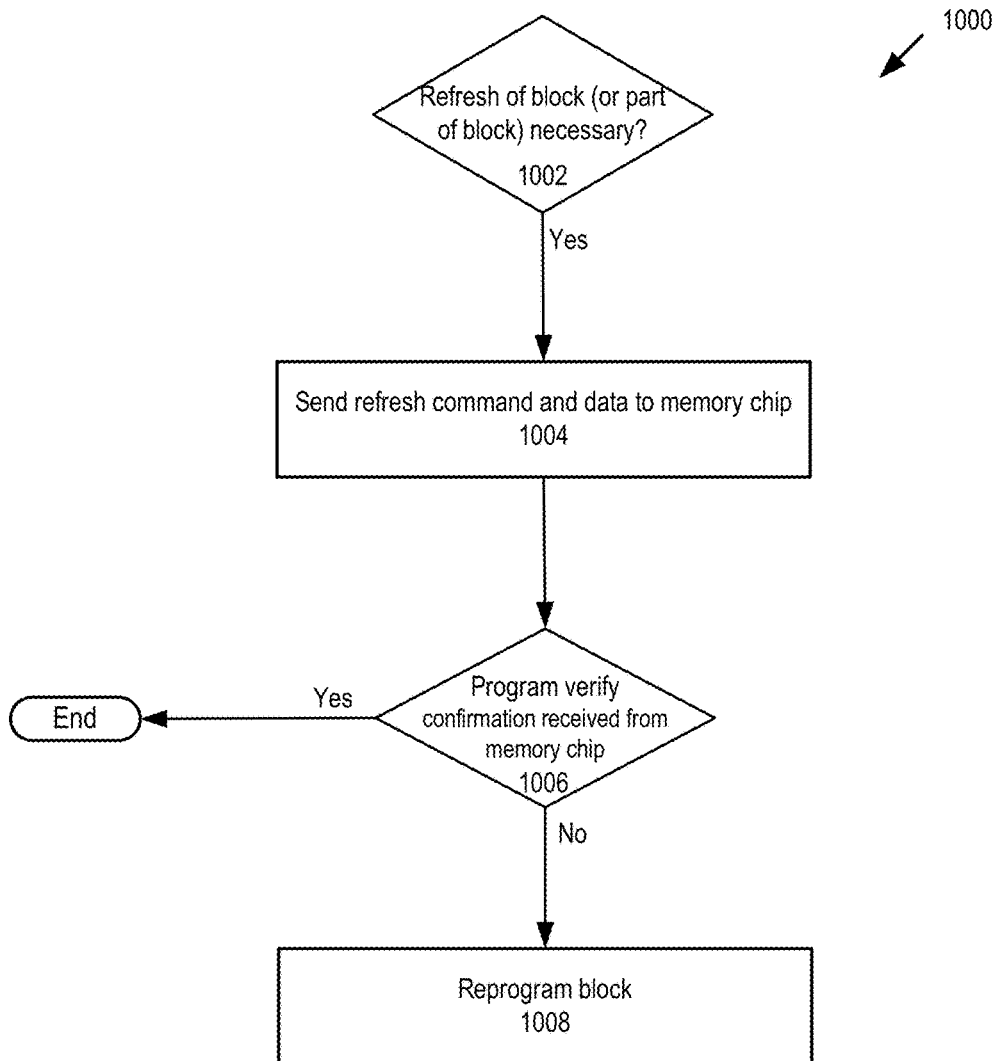 1000
Refresh of block (or part
of block) necessary?
1002
Yes
Send refresh command and data to memory chip
1004
Program verify
confirmation received from
memory chip
1006
Yes
End
No
Reprogram block
1008